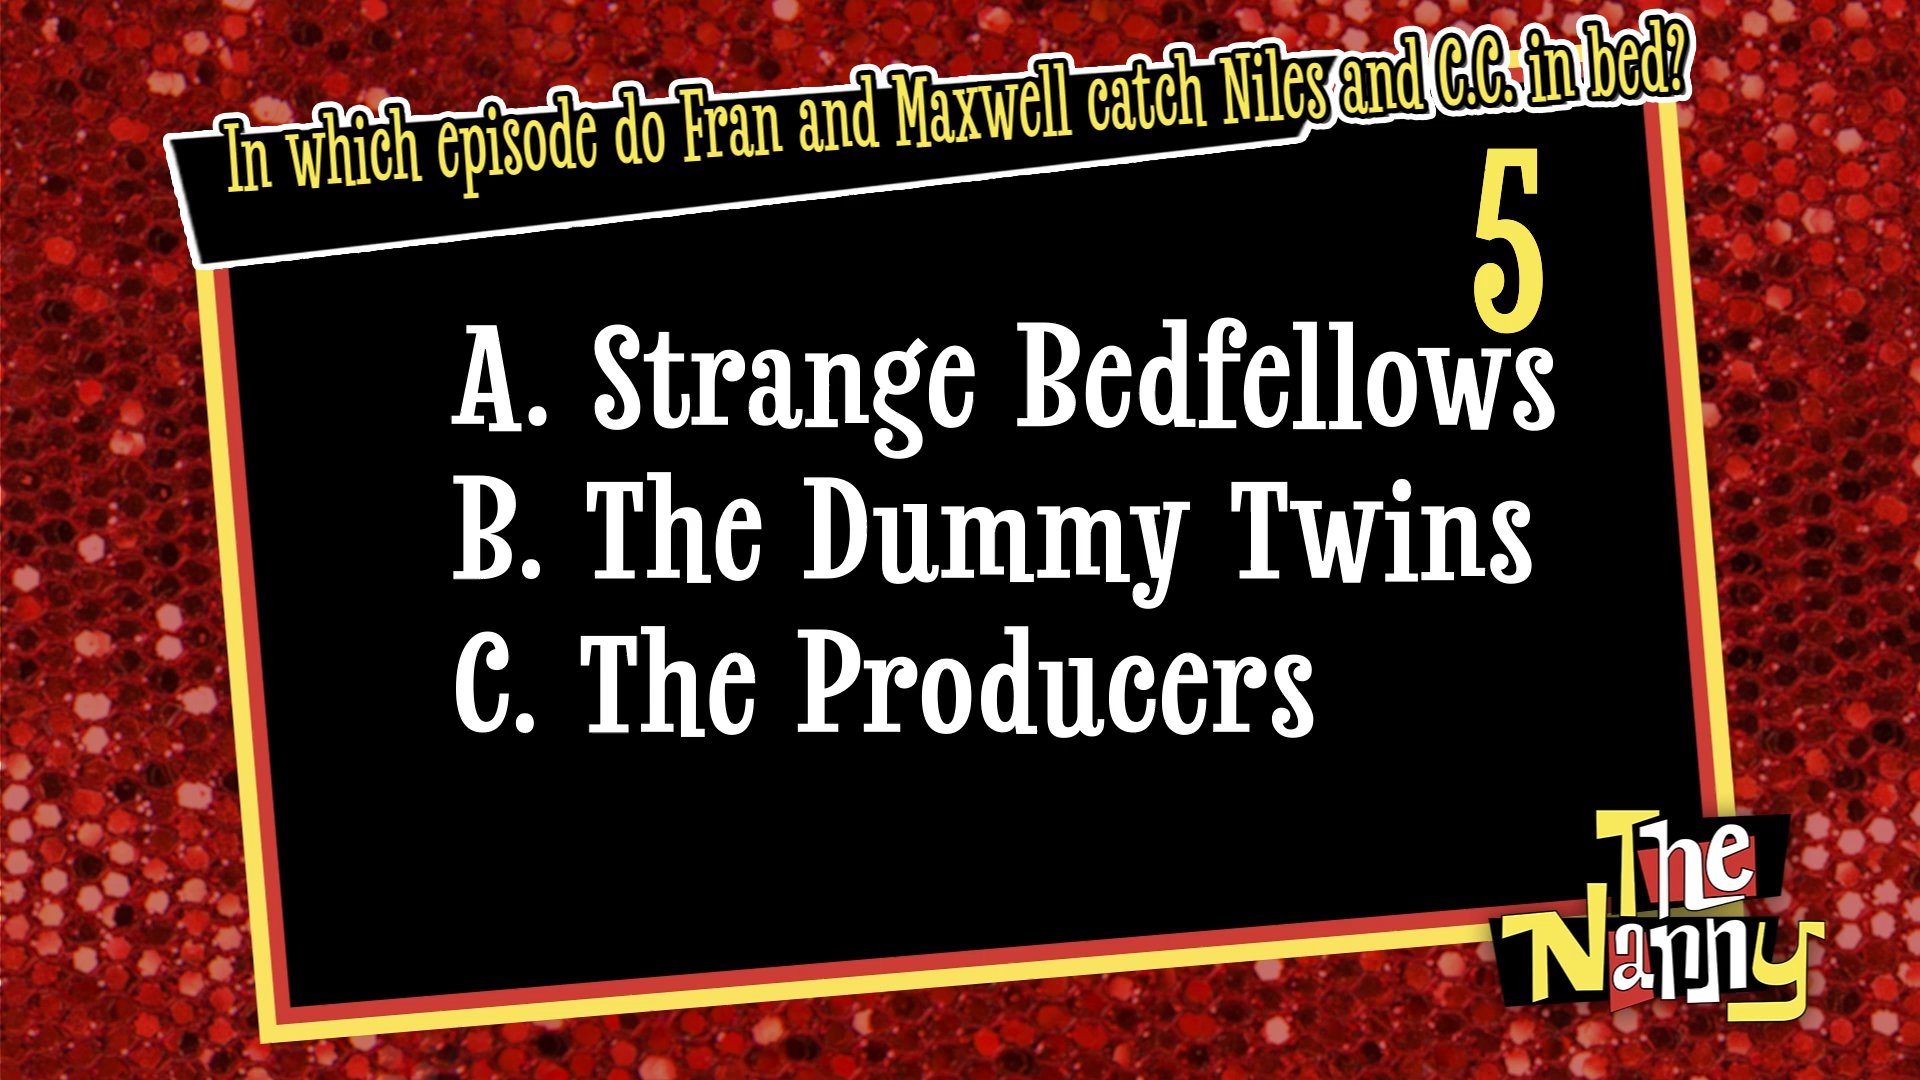 In which episode do Fran and Maxwell catch Niles and C.C. in bed?
5
A. Strange Bedfellows
B. The Dummy Twins
C. The Producers
The
Nanny